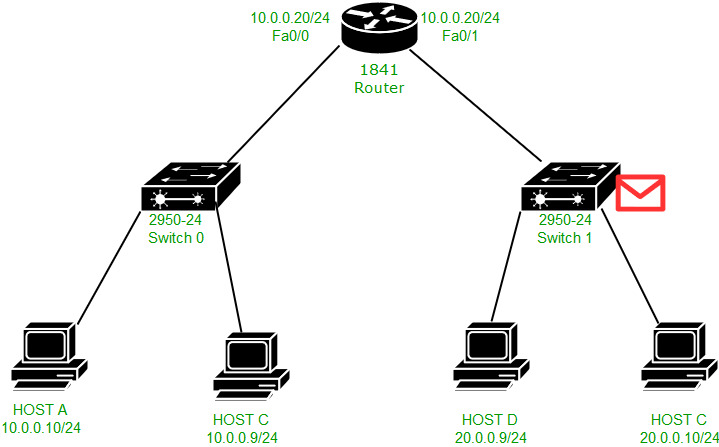 10.0.0.20/24
Fa0/0
10.0.0.20/24
Fa0/1
1841
Router
2950-24
Switch 0
2950-24
Switch 1
HOST A
10.0.0.10/24
HOST C
10.0.0.9/24
HOST D
20.0.0.9/24
HOST C
20.0.0.10/24